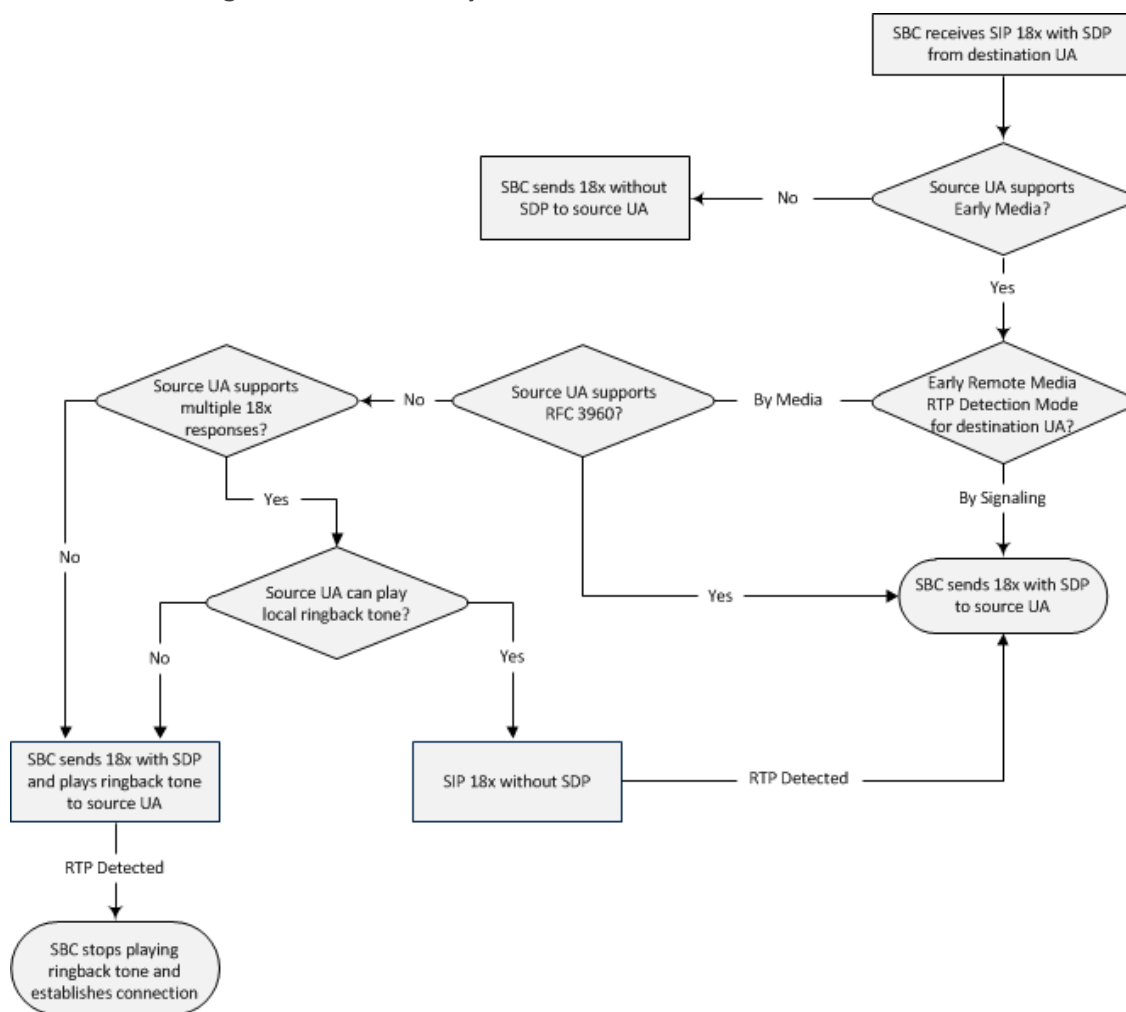 SBC receives SIP 18x with SDP
from destination UA
SBC sends 18x without
SDP to source UA
No
Source UA supports
Early Media?
Yes
Source UA supports
multiple 18x
responses?
No
Source UA supports
RFC 3960?
By Media
Early Remote Media
RTP Detection Mode
for destination UA?
Yes
By Signaling
No
Source UA can play
local ringback tone?
Yes
SBC sends 18x with SDP
to source UA
No
Yes
SBC sends 18x with SDP
and plays ringback tone
to source UA
SIP 18x without SDP
RTP Detected
RTP Detected
SBC stops playing
ringback tone and
establishes connection